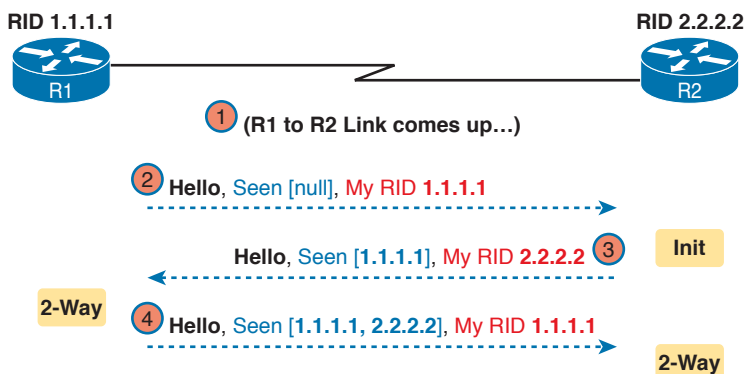 RID 1.1.1.1
RID 2.2.2.2
R1
R2
1 (R1 to R2 Link comes up...)
2 Hello, Seen [null], My RID 1.1.1.1
Hello, Seen [1.1.1.1], My RID 2.2.2.2 3
Init
2-Way
4 Hello, Seen [1.1.1.1, 2.2.2.2], My RID 1.1.1.1
2-Way